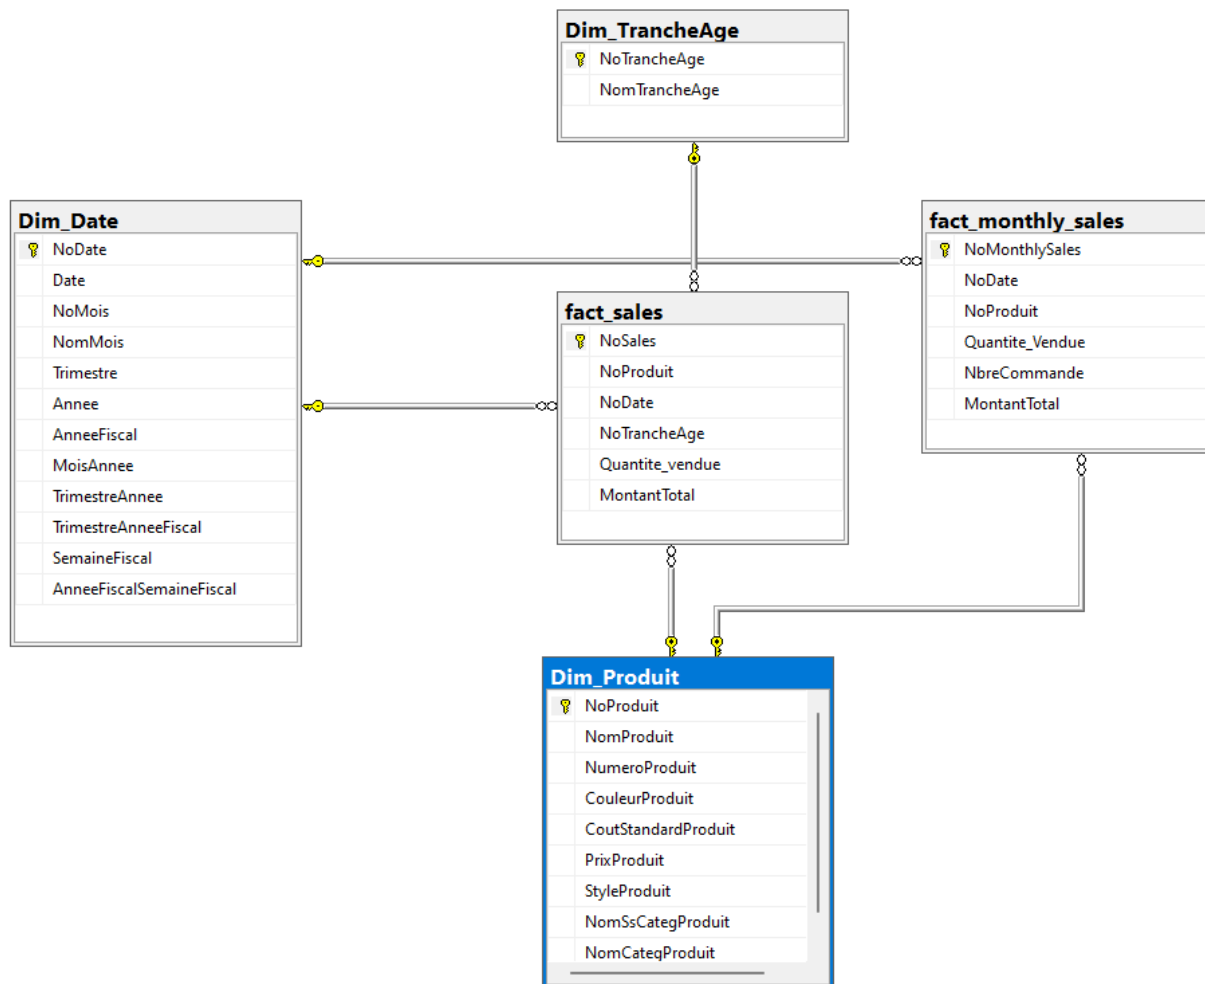 Dim_TrancheAge
NoTrancheAge
NomTrancheAge
Dim_Date
NoDate
Date
NoMois
NomMois
Trimestre
Annee
AnneeFiscal
MoisAnnee
TrimestreAnnee
TrimestreAnneeFiscal
SemaineFiscal
AnneeFiscalSemaineFiscal
fact_sales
NoSales
NoProduit
NoDate
NoTrancheAge
Quantite_vendue
MontantTotal
fact_monthly_sales
NoMonthlySales
NoDate
NoProduit
Quantite_Vendue
NbreCommande
MontantTotal
Dim_Produit
NoProduit
NomProduit
NumeroProduit
CouleurProduit
CoutStandardProduit
PrixProduit
StyleProduit
NomSsCategProduit
NomCategProduit